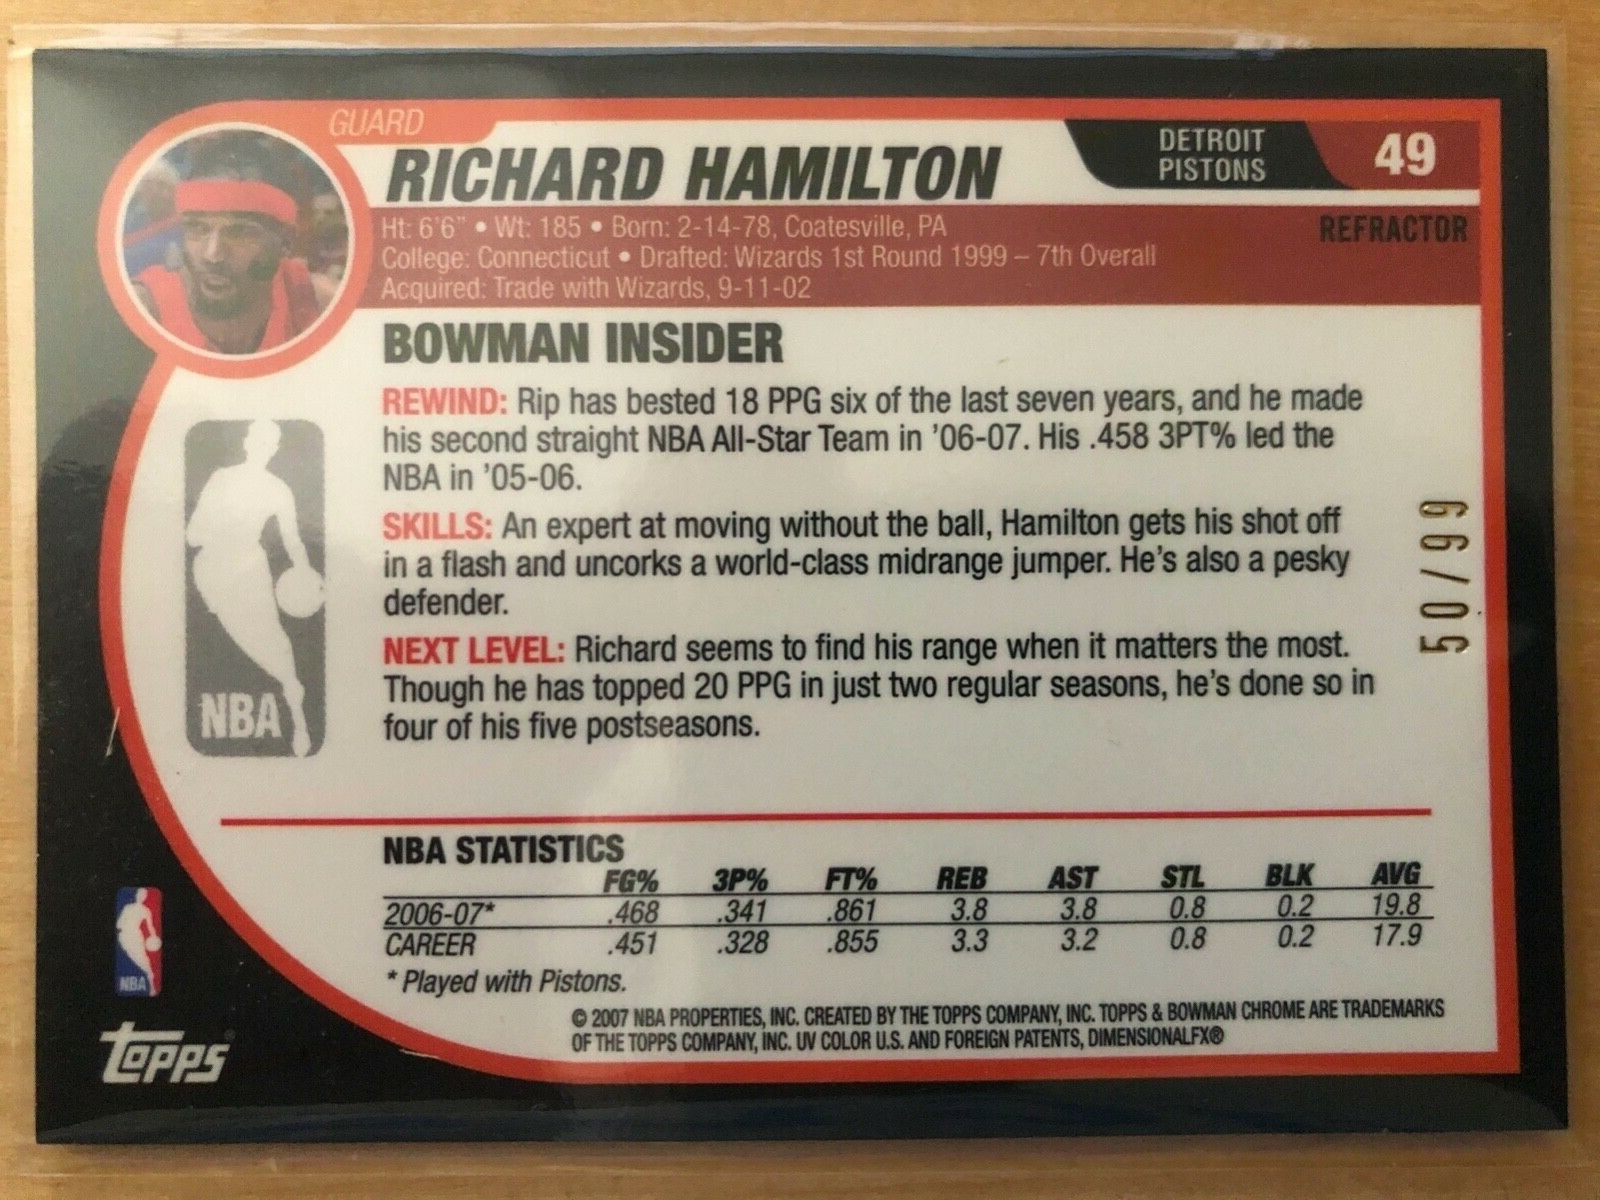 GUARD
RICHARD HAMILTON
DETROIT
PISTONS
49
REFRACTOR
Ht: 6'6" • Wt: 185 • Born: 2-14-78, Coatesville, PA
College: Connecticut • Drafted: Wizards 1st Round 1999 – 7th Overall
Acquired: Trade with Wizards, 9-11-02
BOWMAN INSIDER
REWIND: Rip has bested 18 PPG six of the last seven years, and he made
his second straight NBA All-Star Team in '06-07. His .458 3PT% led the
NBA in '05-06.
SKILLS: An expert at moving without the ball, Hamilton gets his shot off
in a flash and uncorks a world-class midrange jumper. He's also a pesky
defender.
NEXT LEVEL: Richard seems to find his range when it matters the most.
Though he has topped 20 PPG in just two regular seasons, he's done so in
four of his five postseasons.
NBA
50/99
NBA STATISTICS
FG% 3P% FT% REB AST STL BLK AVG
2006-07* .468 .341 .861 3.8 3.8 0.8 0.2 19.8
CAREER .451 .328 .855 3.3 3.2 0.8 0.2 17.9
* Played with Pistons.
© 2007 NBA PROPERTIES, INC. CREATED BY THE TOPPS COMPANY, INC. TOPPS & BOWMAN CHROME ARE TRADEMARKS
OF THE TOPPS COMPANY, INC. UV COLOR U.S. AND FOREIGN PATENTS, DIMENSIONALFX®
NBA
Topps